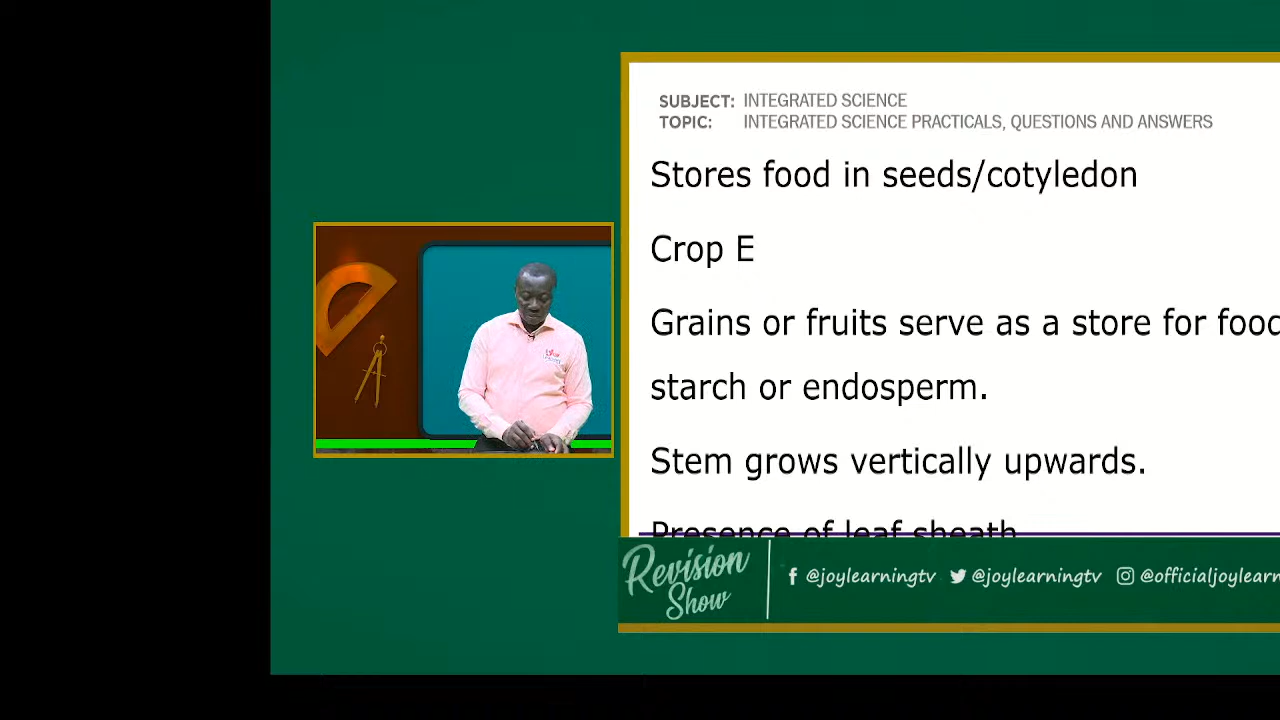 SUBJECT: INTEGRATED SCIENCE
TOPIC: INTEGRATED SCIENCE PRACTICALS, QUESTIONS AND ANSWERS
Stores food in seeds/cotyledon
Crop E
Grains or fruits serve as a store for food
starch or endosperm.
Stem grows vertically upwards.
Presence of leaf sheath
Revision
Show
@joylearningtv @joylearningtv @officialjoylearn